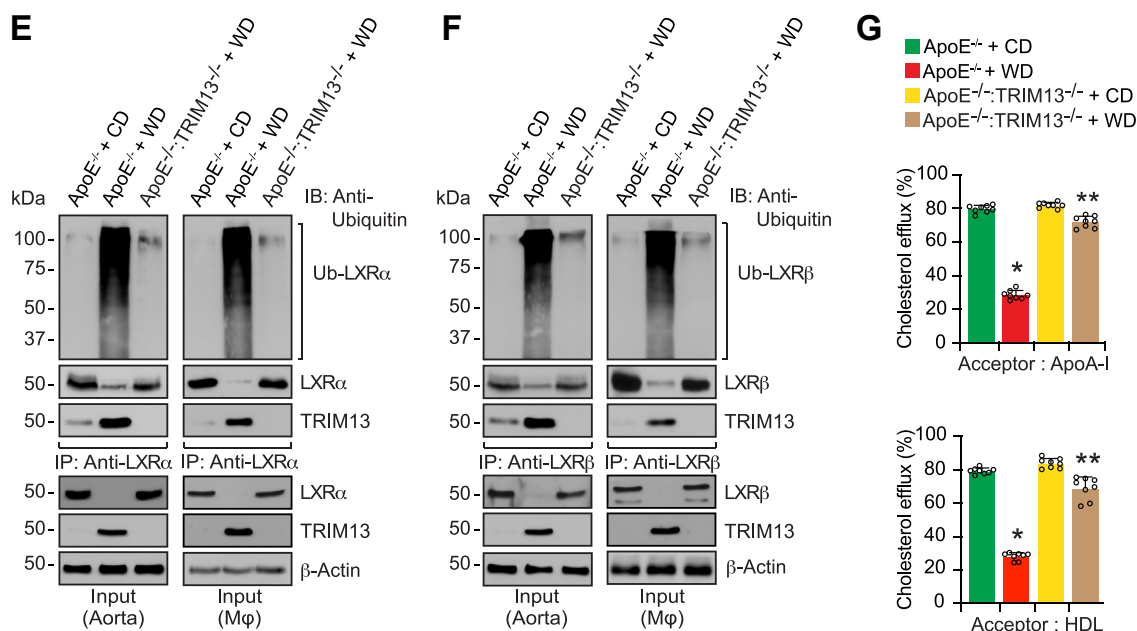 E
ApoE-/- + CD
ApoE-/- + WD
ApoE-/-:TRIM13-/- + WD
ApoE-/- + CD
ApoE-/- + WD
ApoE-/-:TRIM13-/- + WD
kDa
IB: Anti-
Ubiquitin
100
75
50
37
Ub-LXRα
50
LXRα
50
TRIM13
IP: Anti-LXRα
IP: Anti-LXRα
50
LXRα
50
TRIM13
50
β-Actin
Input
(Aorta)
Input
(Mφ)
F
ApoE-/- + CD
ApoE-/- + WD
ApoE-/-:TRIM13-/- + WD
ApoE-/- + CD
ApoE-/- + WD
ApoE-/-:TRIM13-/- + WD
kDa
IB: Anti-
Ubiquitin
100
75
50
37
Ub-LXRβ
50
LXRβ
50
TRIM13
IP: Anti-LXRβ
IP: Anti-LXRβ
50
LXRβ
50
TRIM13
50
β-Actin
Input
(Aorta)
Input
(Mφ)
G
ApoE-/- + CD
ApoE-/- + WD
ApoE-/-:TRIM13-/- + CD
ApoE-/-:TRIM13-/- + WD
Cholesterol efflux (%)
100
80
60
40
20
0
*
**
Acceptor : ApoA-I
Cholesterol efflux (%)
100
80
60
40
20
0
*
**
Acceptor : HDL